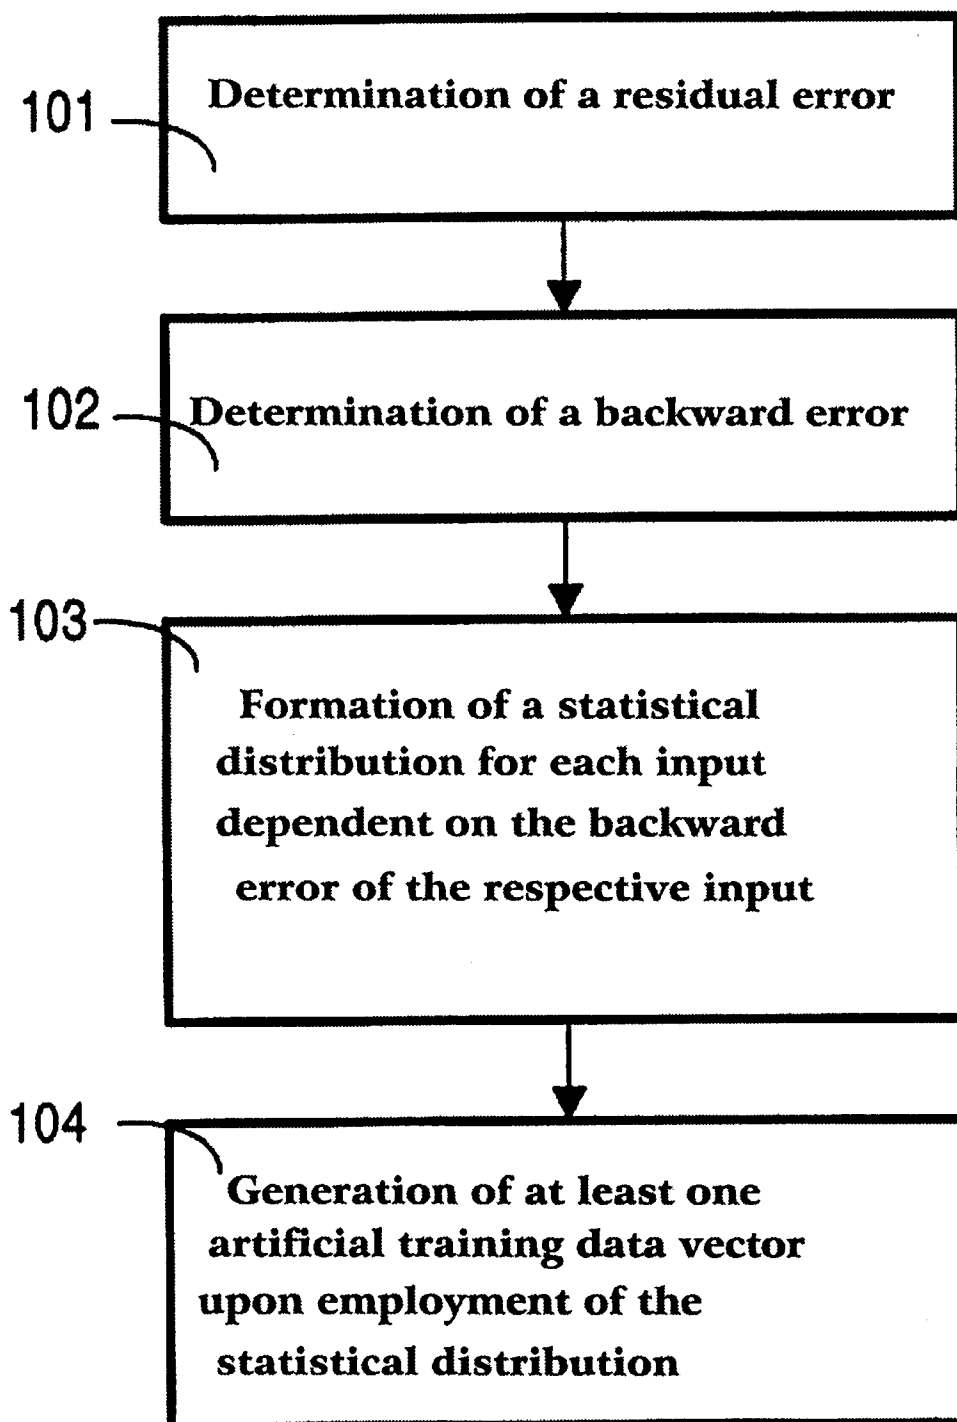 101
Determination of a residual error
102
Determination of a backward error
103
Formation of a statistical
distribution for each input
dependent on the backward
error of the respective input
104
Generation of at least one
artificial training data vector
upon employment of the
statistical distribution